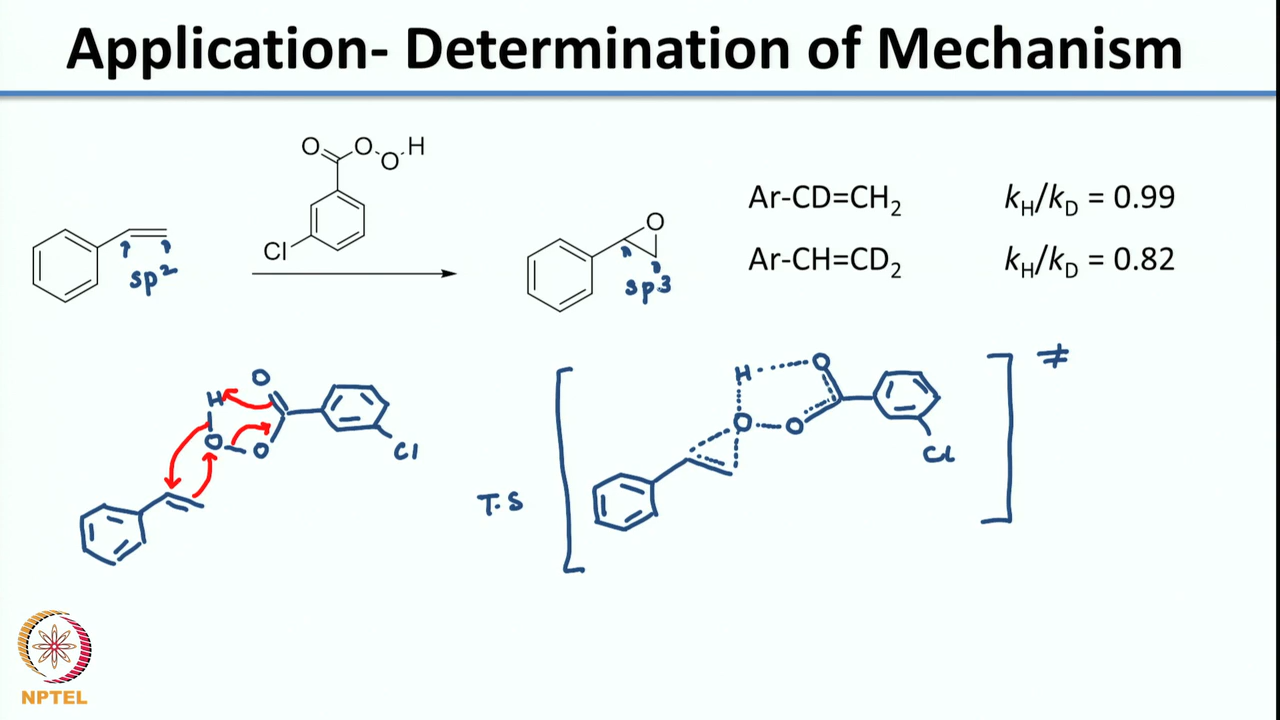 Application- Determination of Mechanism
O O O H
Cl
sp2
O
sp3
Ar-CD=CH2 kH/kD = 0.99
Ar-CH=CD2 kH/kD = 0.82
H O O O Cl
T.S
H O O O Cl
≠
NPTEL